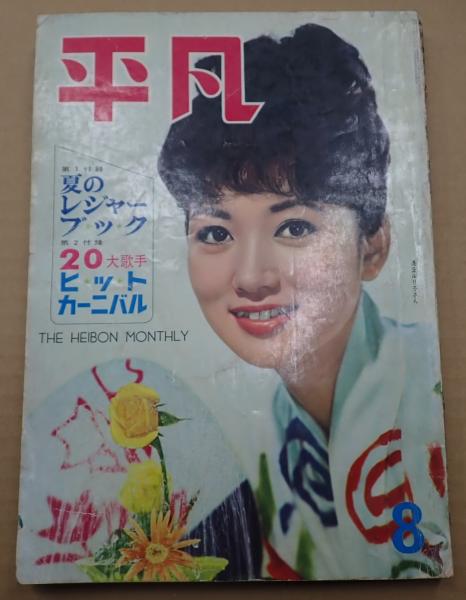 平凡
第1付録
夏の
レジャー
ブック
第2付録
20大歌手
ヒット
カーニバル
THE HEIBON MONTHLY
8